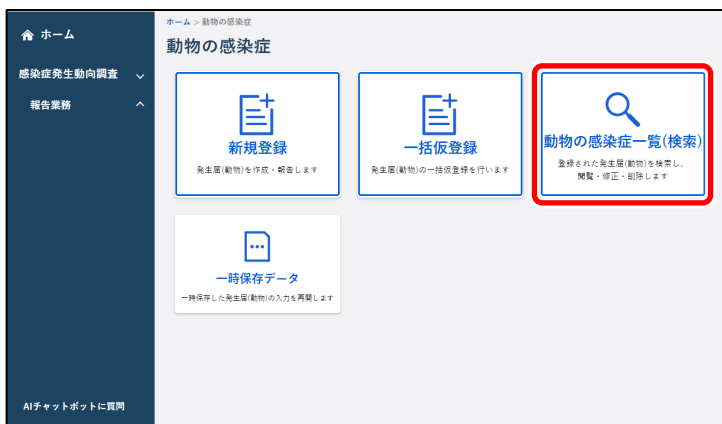 ホーム
感染症発生動向調査
報告業務
AIチャットボットに質問
ホーム > 動物の感染症
動物の感染症
新規登録
発生届(動物)を作成・報告します
一括仮登録
発生届(動物)の一括仮登録を行います
動物の感染症一覧(検索)
登録された発生届(動物)を検索し、
閲覧・修正・削除します
一時保存データ
一時保存した発生届(動物)の入力を再開します